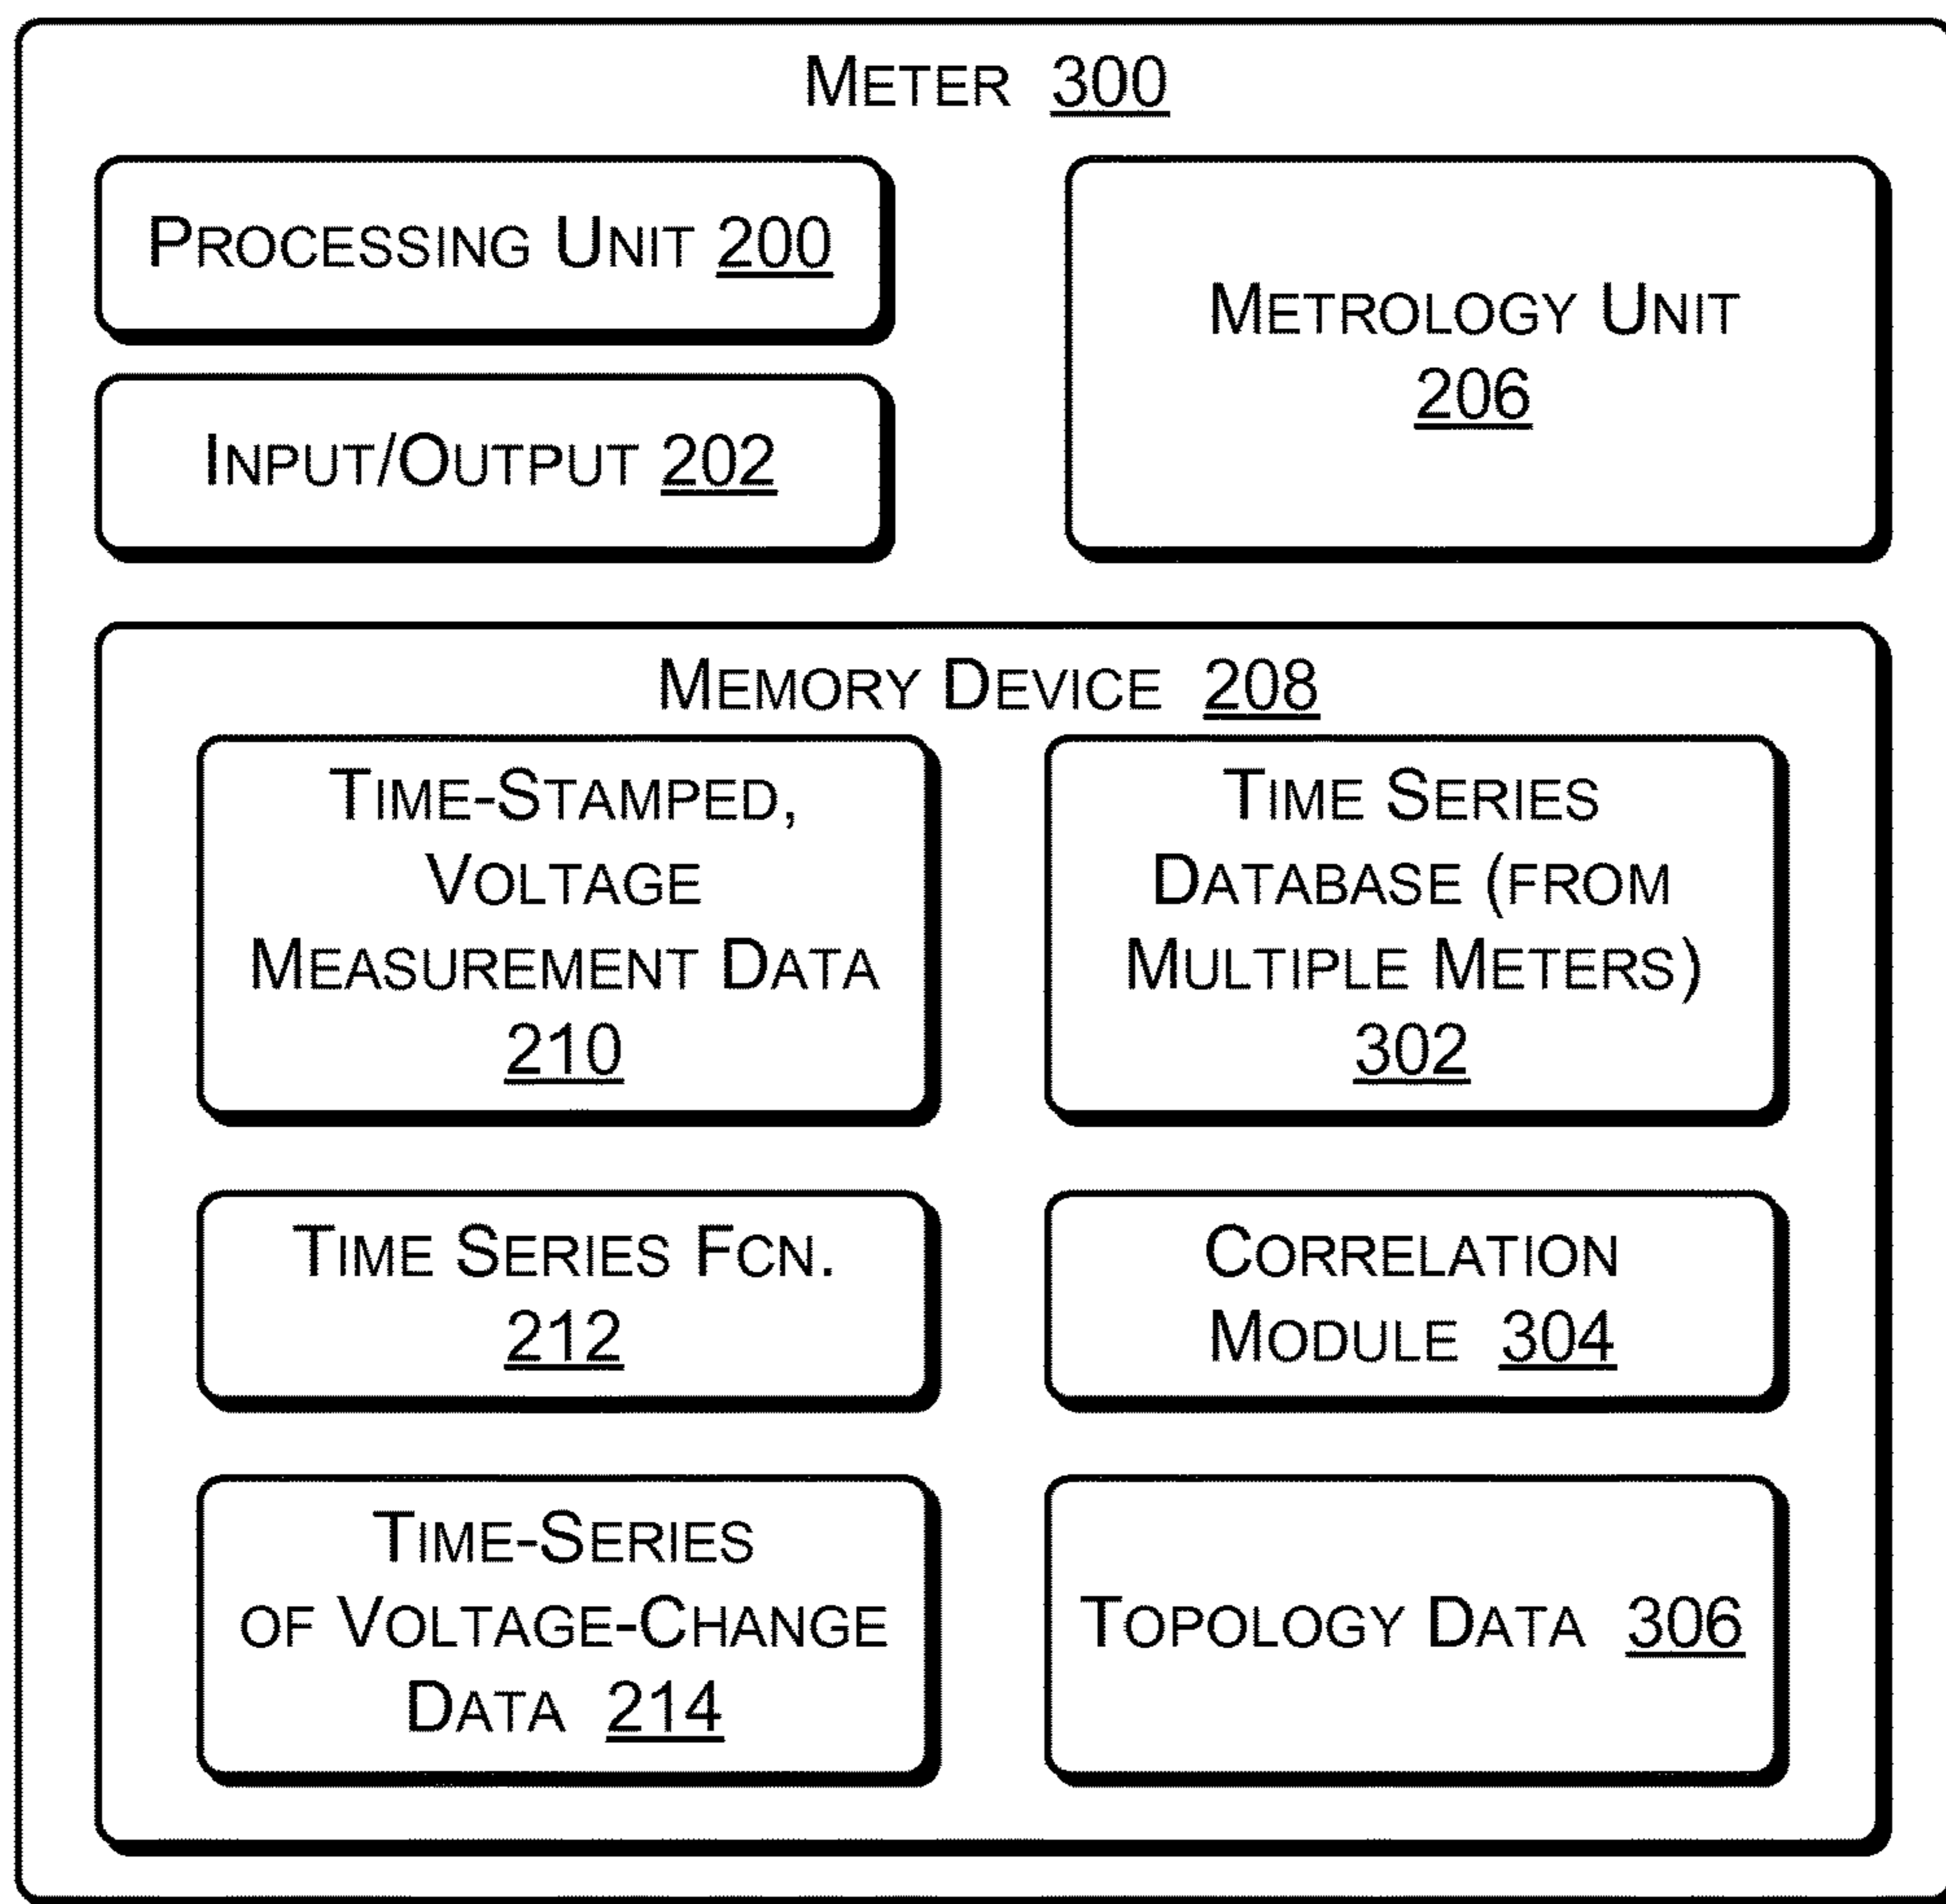 METER 300
PROCESSING UNIT 200
INPUT/OUTPUT 202
METROLOGY UNIT
206
MEMORY DEVICE 208
TIME-STAMPED,
VOLTAGE
MEASUREMENT DATA
210
TIME SERIES
DATABASE (FROM
MULTIPLE METERS)
302
TIME SERIES FCN.
212
CORRELATION
MODULE 304
TIME-SERIES
OF VOLTAGE-CHANGE
DATA 214
TOPOLOGY DATA 306